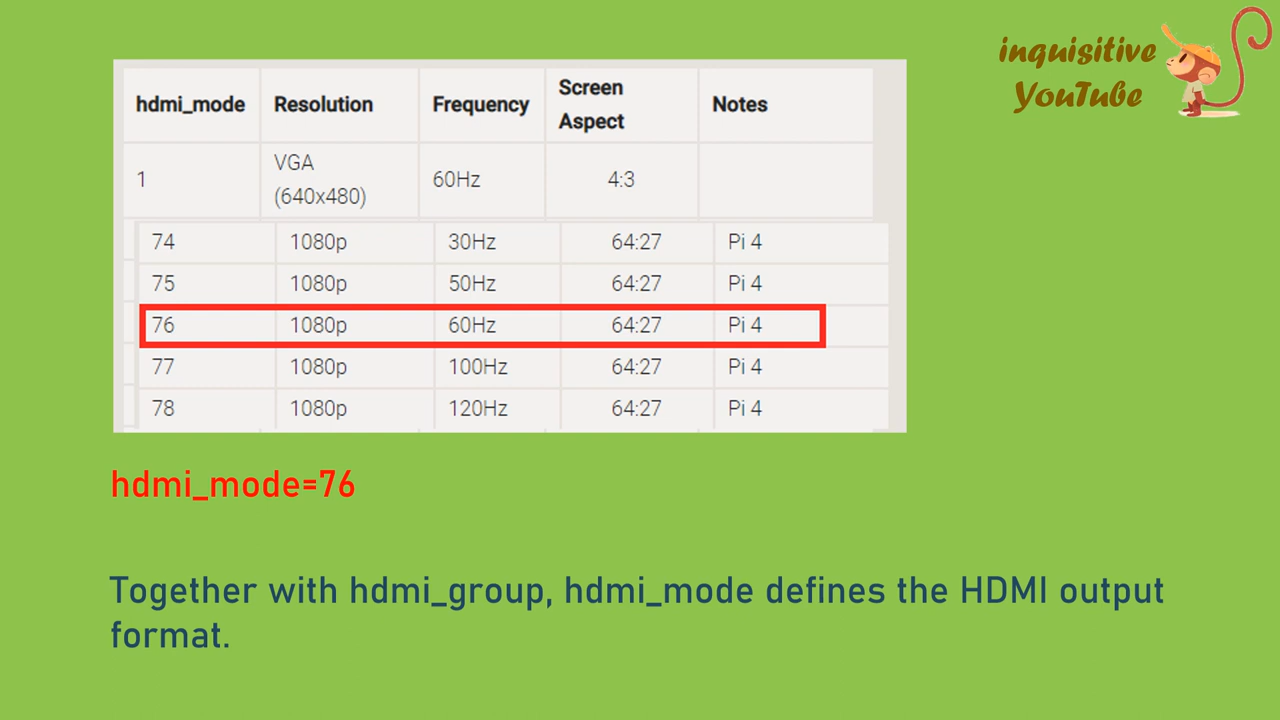 inquisitive
YouTube
hdmi_mode Resolution Frequency Screen Aspect Notes
1 VGA (640x480) 60Hz 4:3
74 1080p 30Hz 64:27 Pi 4
75 1080p 50Hz 64:27 Pi 4
76 1080p 60Hz 64:27 Pi 4
77 1080p 100Hz 64:27 Pi 4
78 1080p 120Hz 64:27 Pi 4
hdmi_mode=76
Together with hdmi_group, hdmi_mode defines the HDMI output
format.